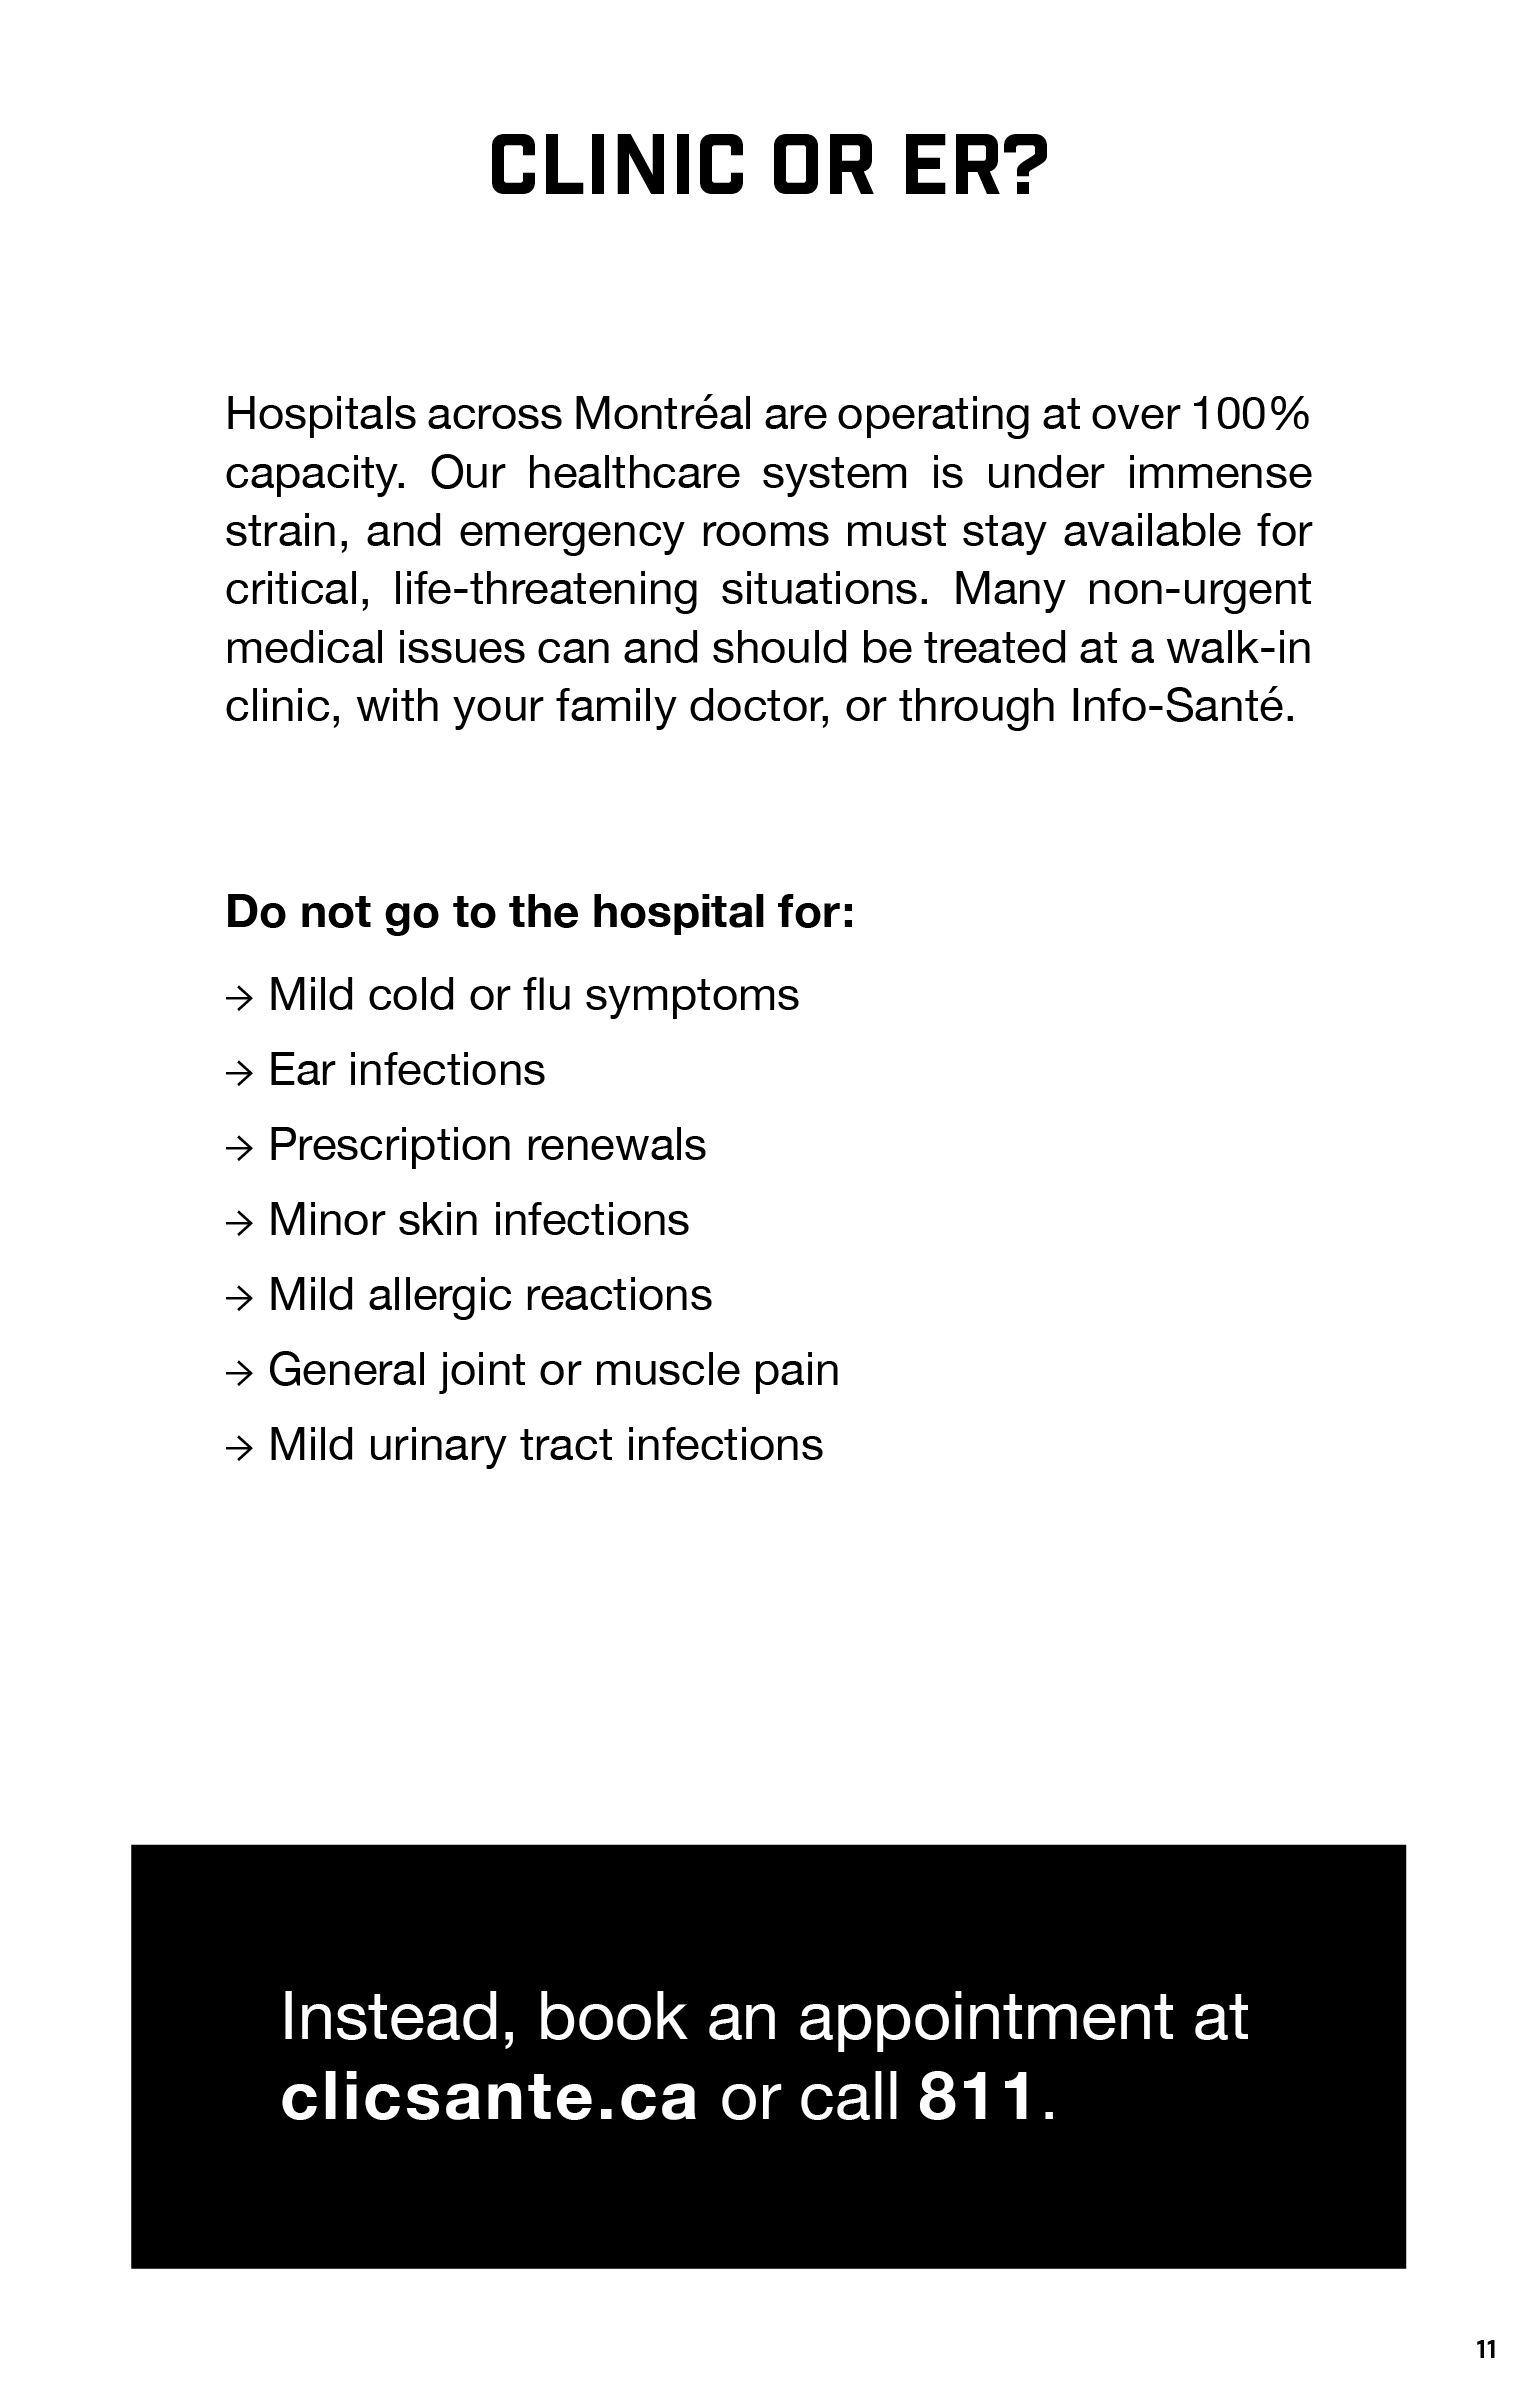 CLINIC OR ER?
Hospitals across Montréal are operating at over 100%
capacity. Our healthcare system is under immense
strain, and emergency rooms must stay available for
critical, life-threatening situations. Many non-urgent
medical issues can and should be treated at a walk-in
clinic, with your family doctor, or through Info-Santé.
Do not go to the hospital for:
→ Mild cold or flu symptoms
→ Ear infections
→ Prescription renewals
→ Minor skin infections
→ Mild allergic reactions
→ General joint or muscle pain
→ Mild urinary tract infections
Instead, book an appointment at
clicsante.ca or call 811.
11